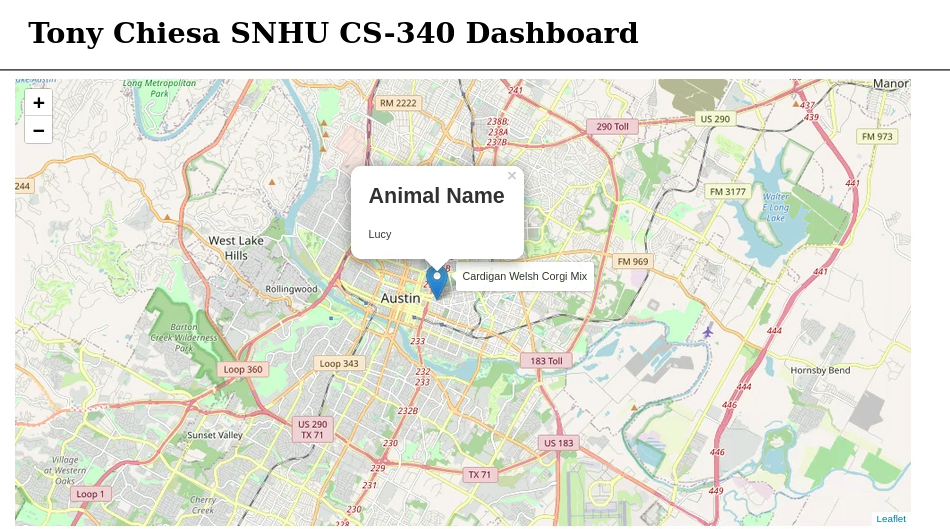 Tony Chiesa SNHU CS-340 Dashboard
Long Metropolitan
Park
Manor
+
−
RM 2222
241
238B;
238A
237B
290 Toll
US 290
437
439
FM 973
244
441
FM 3177
Walter
E Long
Lake
×
Animal Name
Lucy
West Lake
Hills
FM 969
441
Cardigan Welsh Corgi Mix
Rollingwood
Austin
Barton
Creek Wilderness
Park
233
444
Loop 360
Loop 343
183 Toll
232
233
Hornsby Bend
444
446
232B
US 290
TX 71
Sunset Valley
230
US 183
446
Village
at Western
Oaks
229
TX 71
231
Loop 1
449
Cherry
Creek
230
228
Leaflet